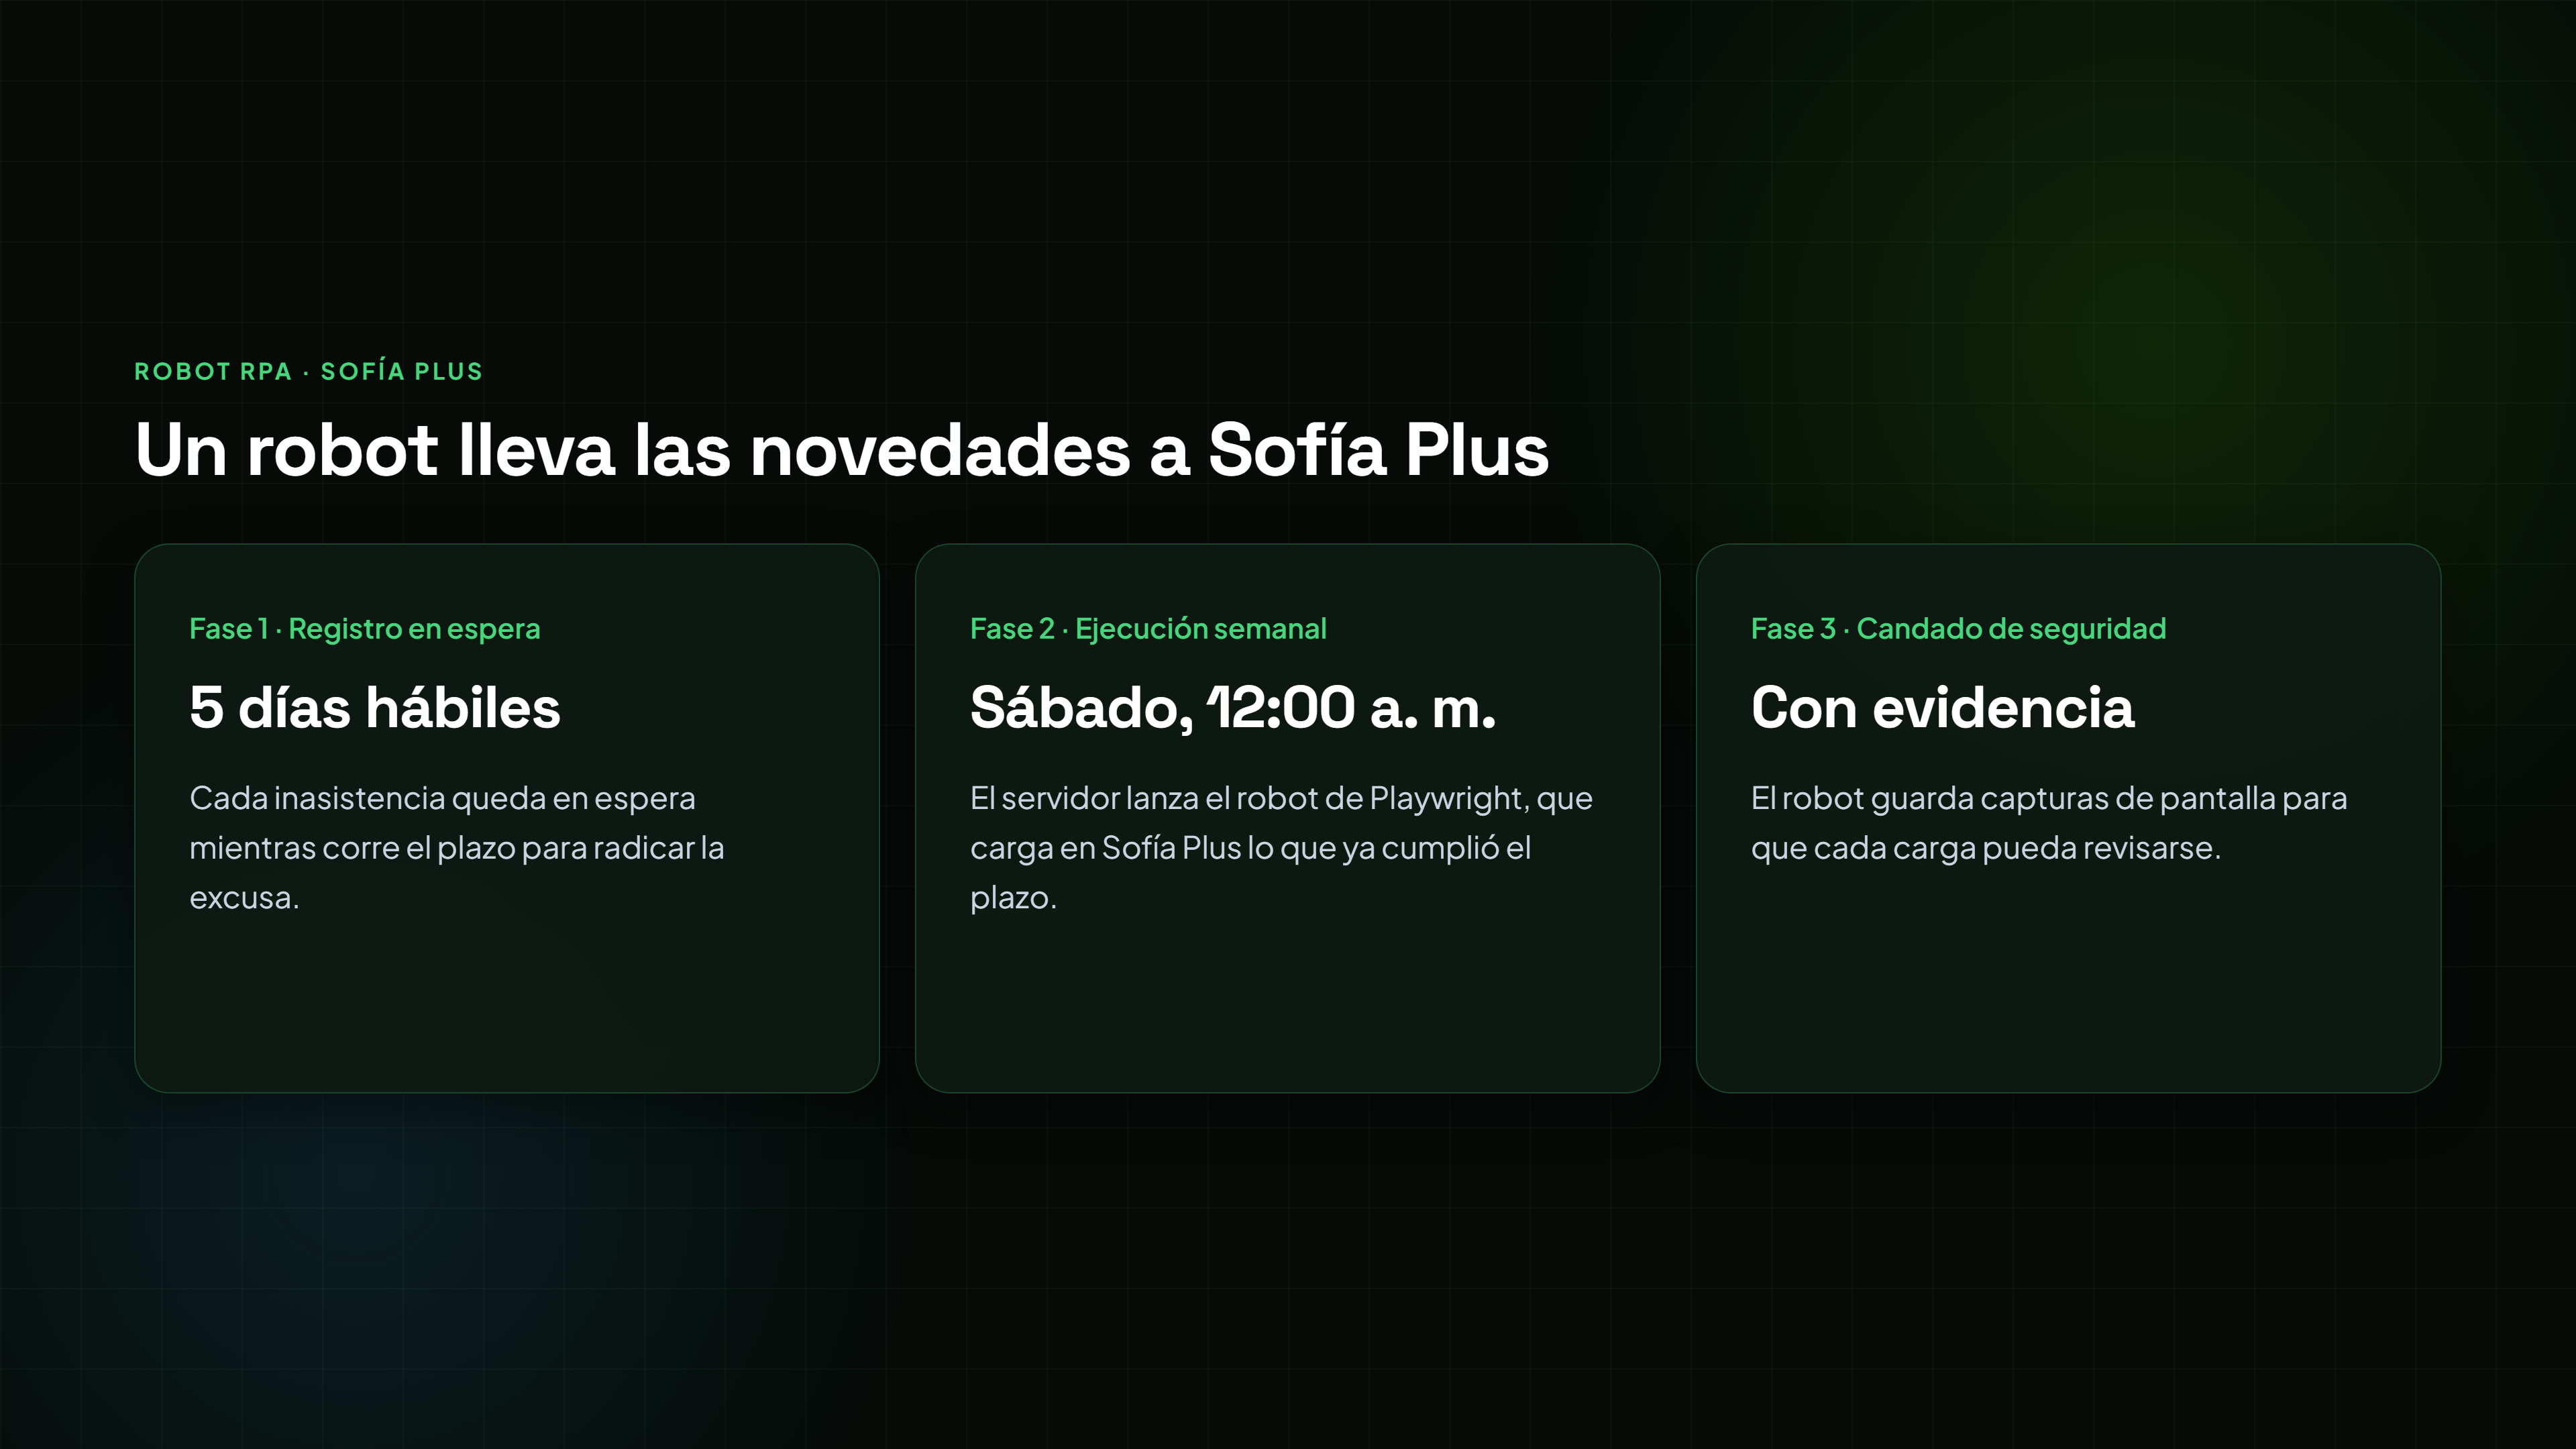 ROBOT RPA · SOFÍA PLUS
Un robot lleva las novedades a Sofía Plus
Fase 1 · Registro en espera
5 días hábiles
Cada inasistencia queda en espera
mientras corre el plazo para radicar la
excusa.
Fase 2 · Ejecución semanal
Sábado, 12:00 a. m.
El servidor lanza el robot de Playwright, que
carga en Sofía Plus lo que ya cumplió el
plazo.
Fase 3 · Candado de seguridad
Con evidencia
El robot guarda capturas de pantalla para
que cada carga pueda revisarse.